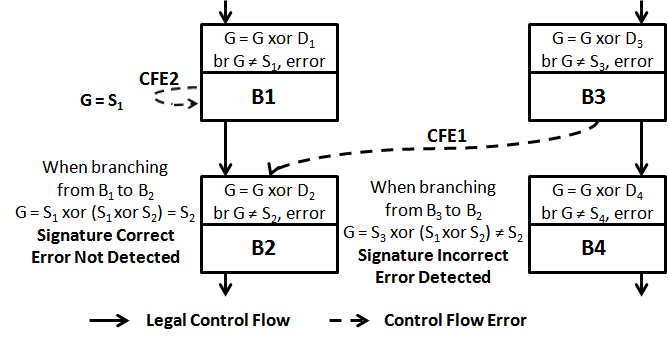 G = G xor D₁
br G ≠ S₁, error
B1
CFE2
G = S₁
G = G xor D₃
br G ≠ S₃, error
B3
CFE1
When branching
from B₁ to B₂
G = S₁ xor (S₁ xor S₂) = S₂
Signature Correct
Error Not Detected
G = G xor D₂
br G ≠ S₂, error
B2
When branching
from B₃ to B₂
G = S₃ xor (S₁ xor S₂) ≠ S₂
Signature Incorrect
Error Detected
G = G xor D₄
br G ≠ S₄, error
B4
Legal Control Flow
Control Flow Error